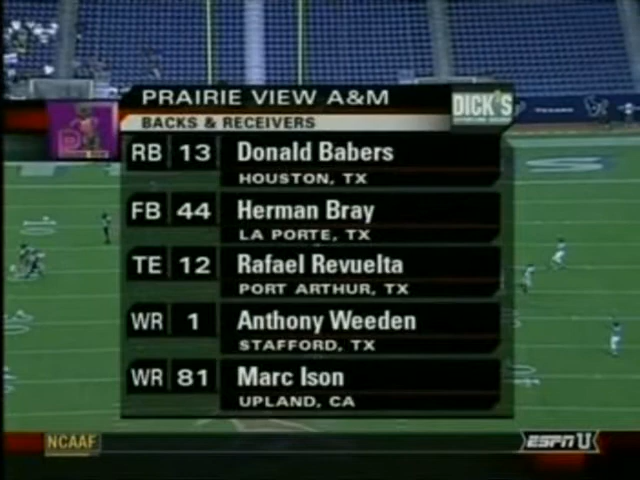 PRAIRIE VIEW A&M
DICK'S
BACKS & RECEIVERS
RB 13 Donald Babers
HOUSTON, TX
FB 44 Herman Bray
LA PORTE, TX
TE 12 Rafael Revuelta
PORT ARTHUR, TX
WR 1 Anthony Weeden
STAFFORD, TX
WR 81 Marc Ison
UPLAND, CA
NCAAF
ESPNU